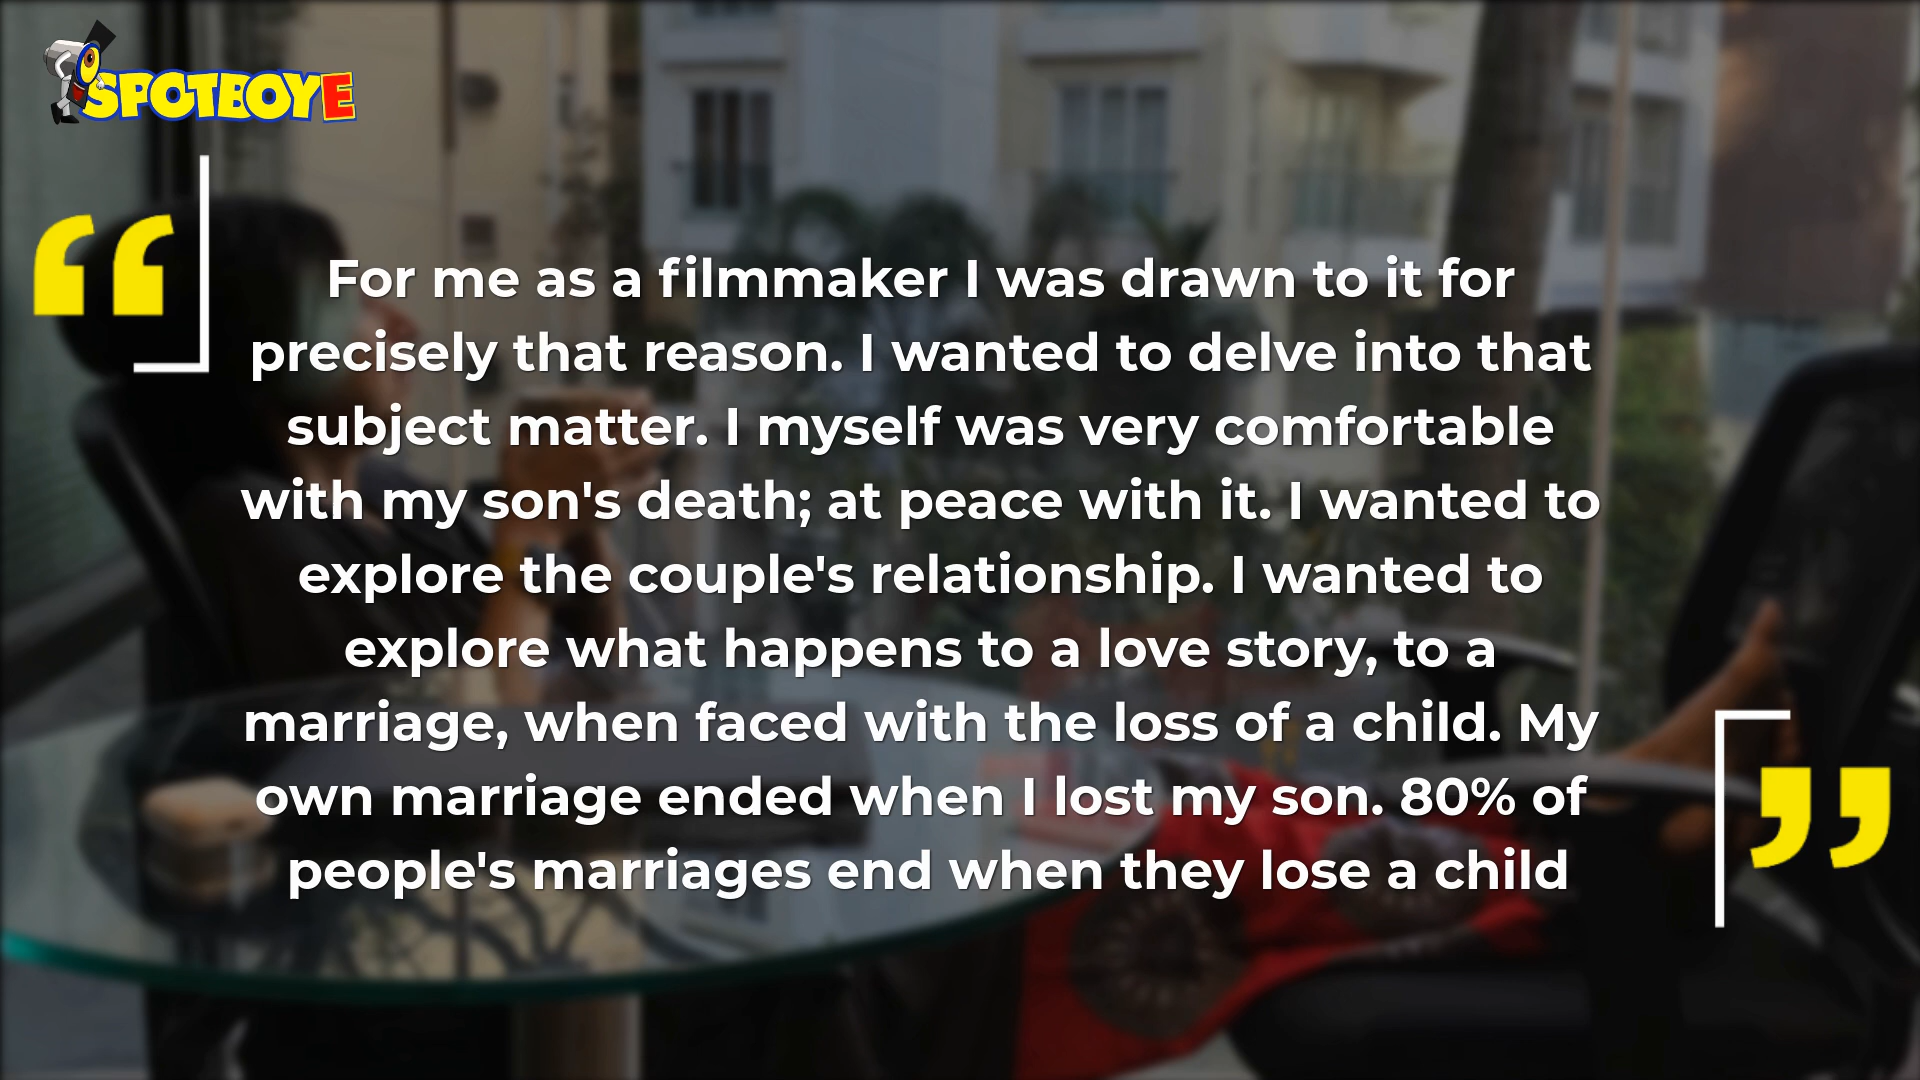 SPOTBOYE
“
For me as a filmmaker I was drawn to it for
precisely that reason. I wanted to delve into that
subject matter. I myself was very comfortable
with my son's death; at peace with it. I wanted to
explore the couple's relationship. I wanted to
explore what happens to a love story, to a
marriage, when faced with the loss of a child. My
own marriage ended when I lost my son. 80% of
people's marriages end when they lose a child
”